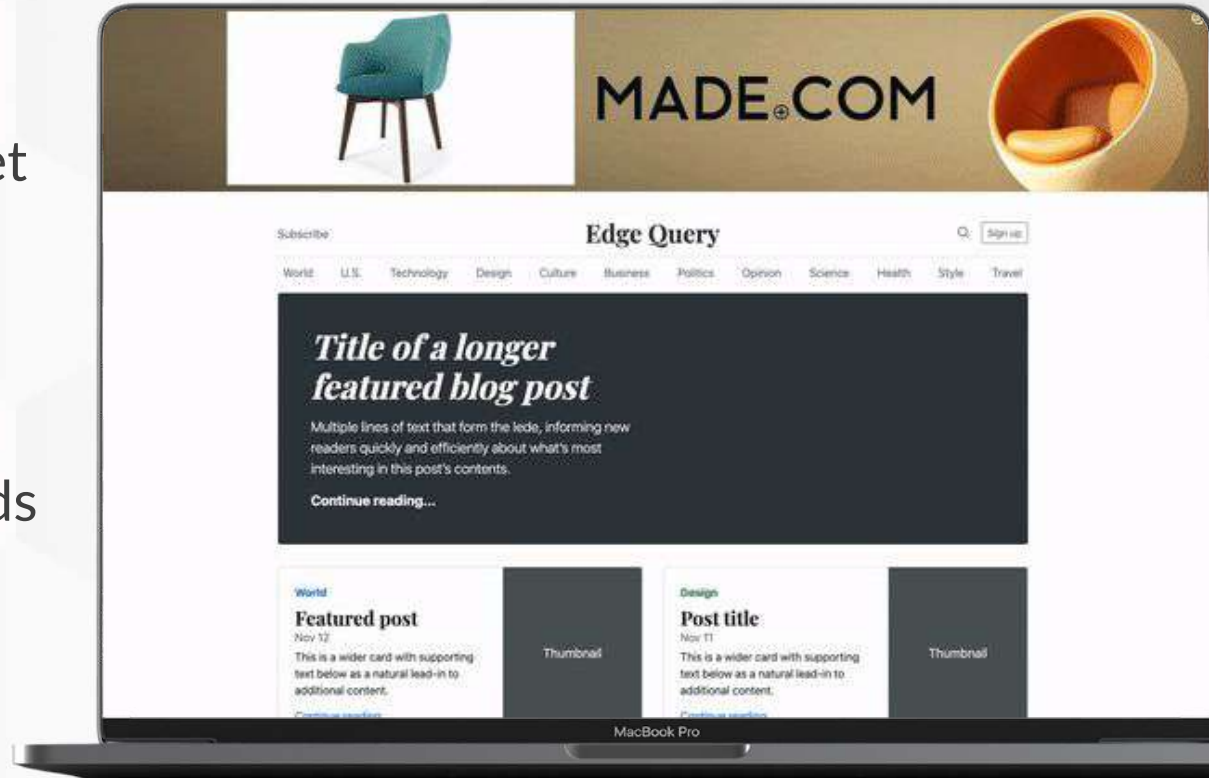 et
ds
MADE.COM
Subscribe
Edge Query
Sign up
World U.S. Technology Design Culture Business Politics Opinion Science Health Style Travel
Title of a longer
featured blog post
Multiple lines of text that form the lede, informing new
readers quickly and efficiently about what's most
interesting in this post's contents.
Continue reading...
World
Featured post
Nov 12
This is a wider card with supporting
text below as a natural lead-in to
additional content.
Continue reading
Thumbnail
Design
Post title
Nov 11
This is a wider card with supporting
text below as a natural lead-in to
additional content.
Continue reading
Thumbnail
MacBook Pro